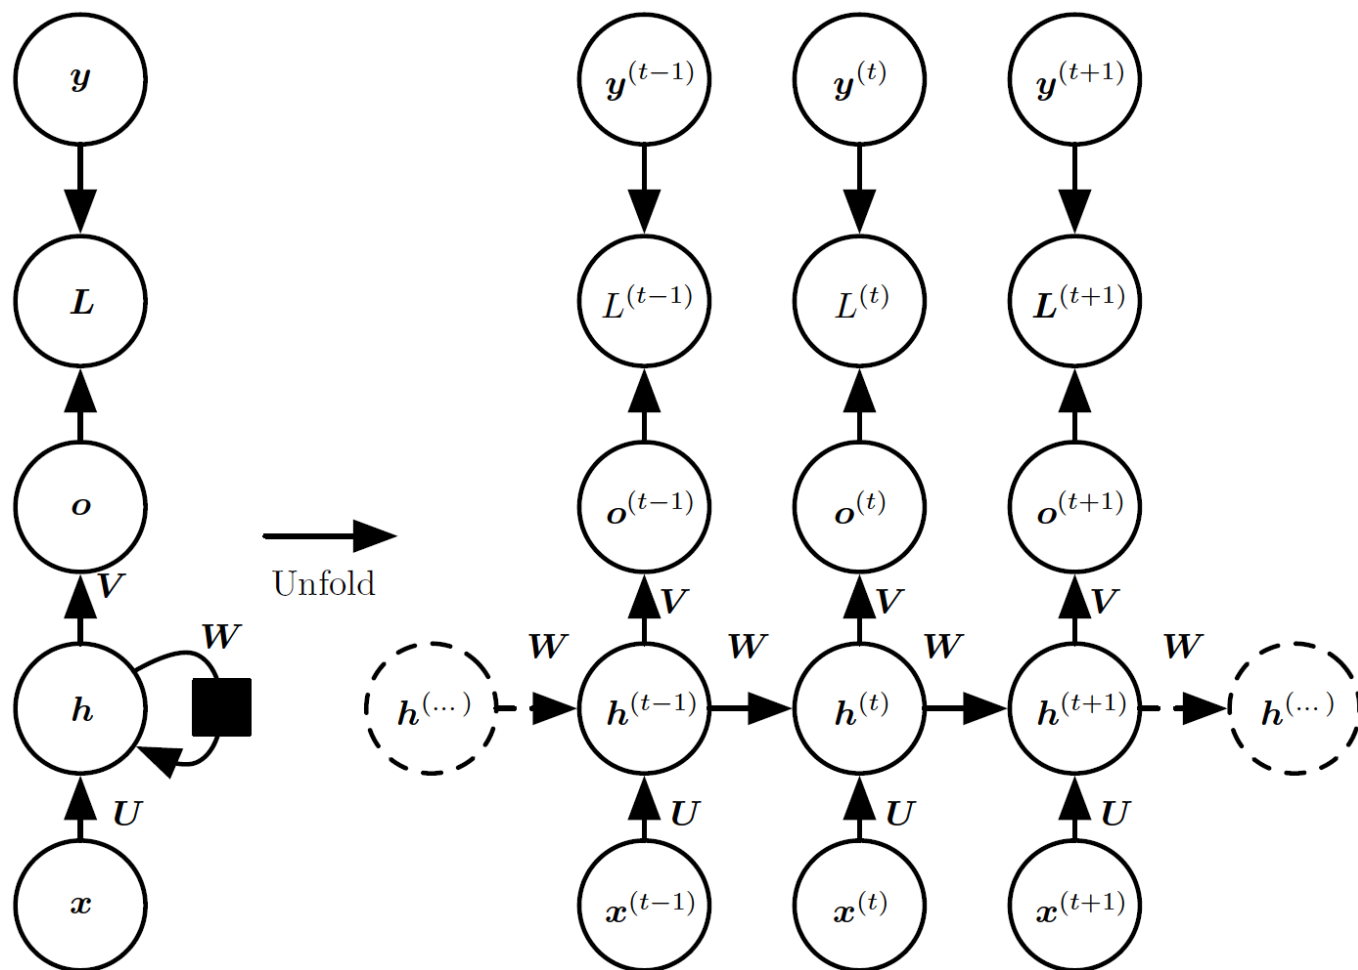 y y^(t−1) y^(t) y^(t+1)
L L^(t−1) L^(t) L^(t+1)
o o^(t−1) o^(t) o^(t+1)
Unfold
V V V V
W W W W W
h h^(...) h^(t−1) h^(t) h^(t+1) h^(...)
U U U U
x x^(t−1) x^(t) x^(t+1)